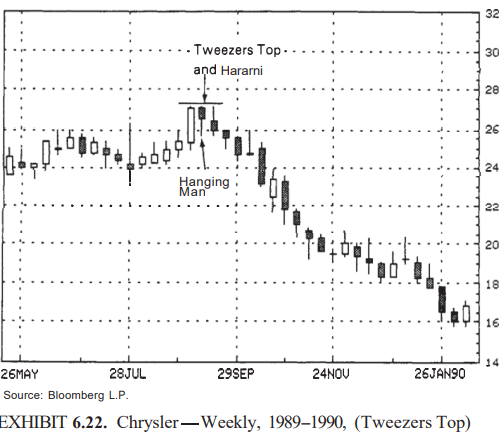 32
30
Tweezers Top
and Hararni
28
26
24
Hanging
Man
22
20
18
16
14
26MAY 28JUL 29SEP 24NOV 26JAN90
Source: Bloomberg L.P.
EXHIBIT 6.22. Chrysler—Weekly, 1989–1990, (Tweezers Top)